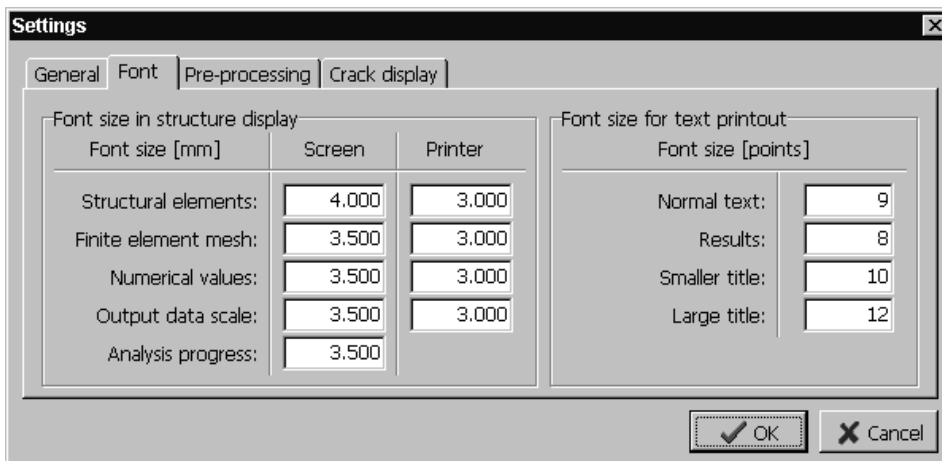 Settings
General Font Pre-processing Crack display
Font size in structure display
Font size [mm] Screen Printer
Structural elements: 4.000 3.000
Finite element mesh: 3.500 3.000
Numerical values: 3.500 3.000
Output data scale: 3.500 3.000
Analysis progress: 3.500
Font size for text printout
Font size [points]
Normal text: 9
Results: 8
Smaller title: 10
Large title: 12
OK Cancel